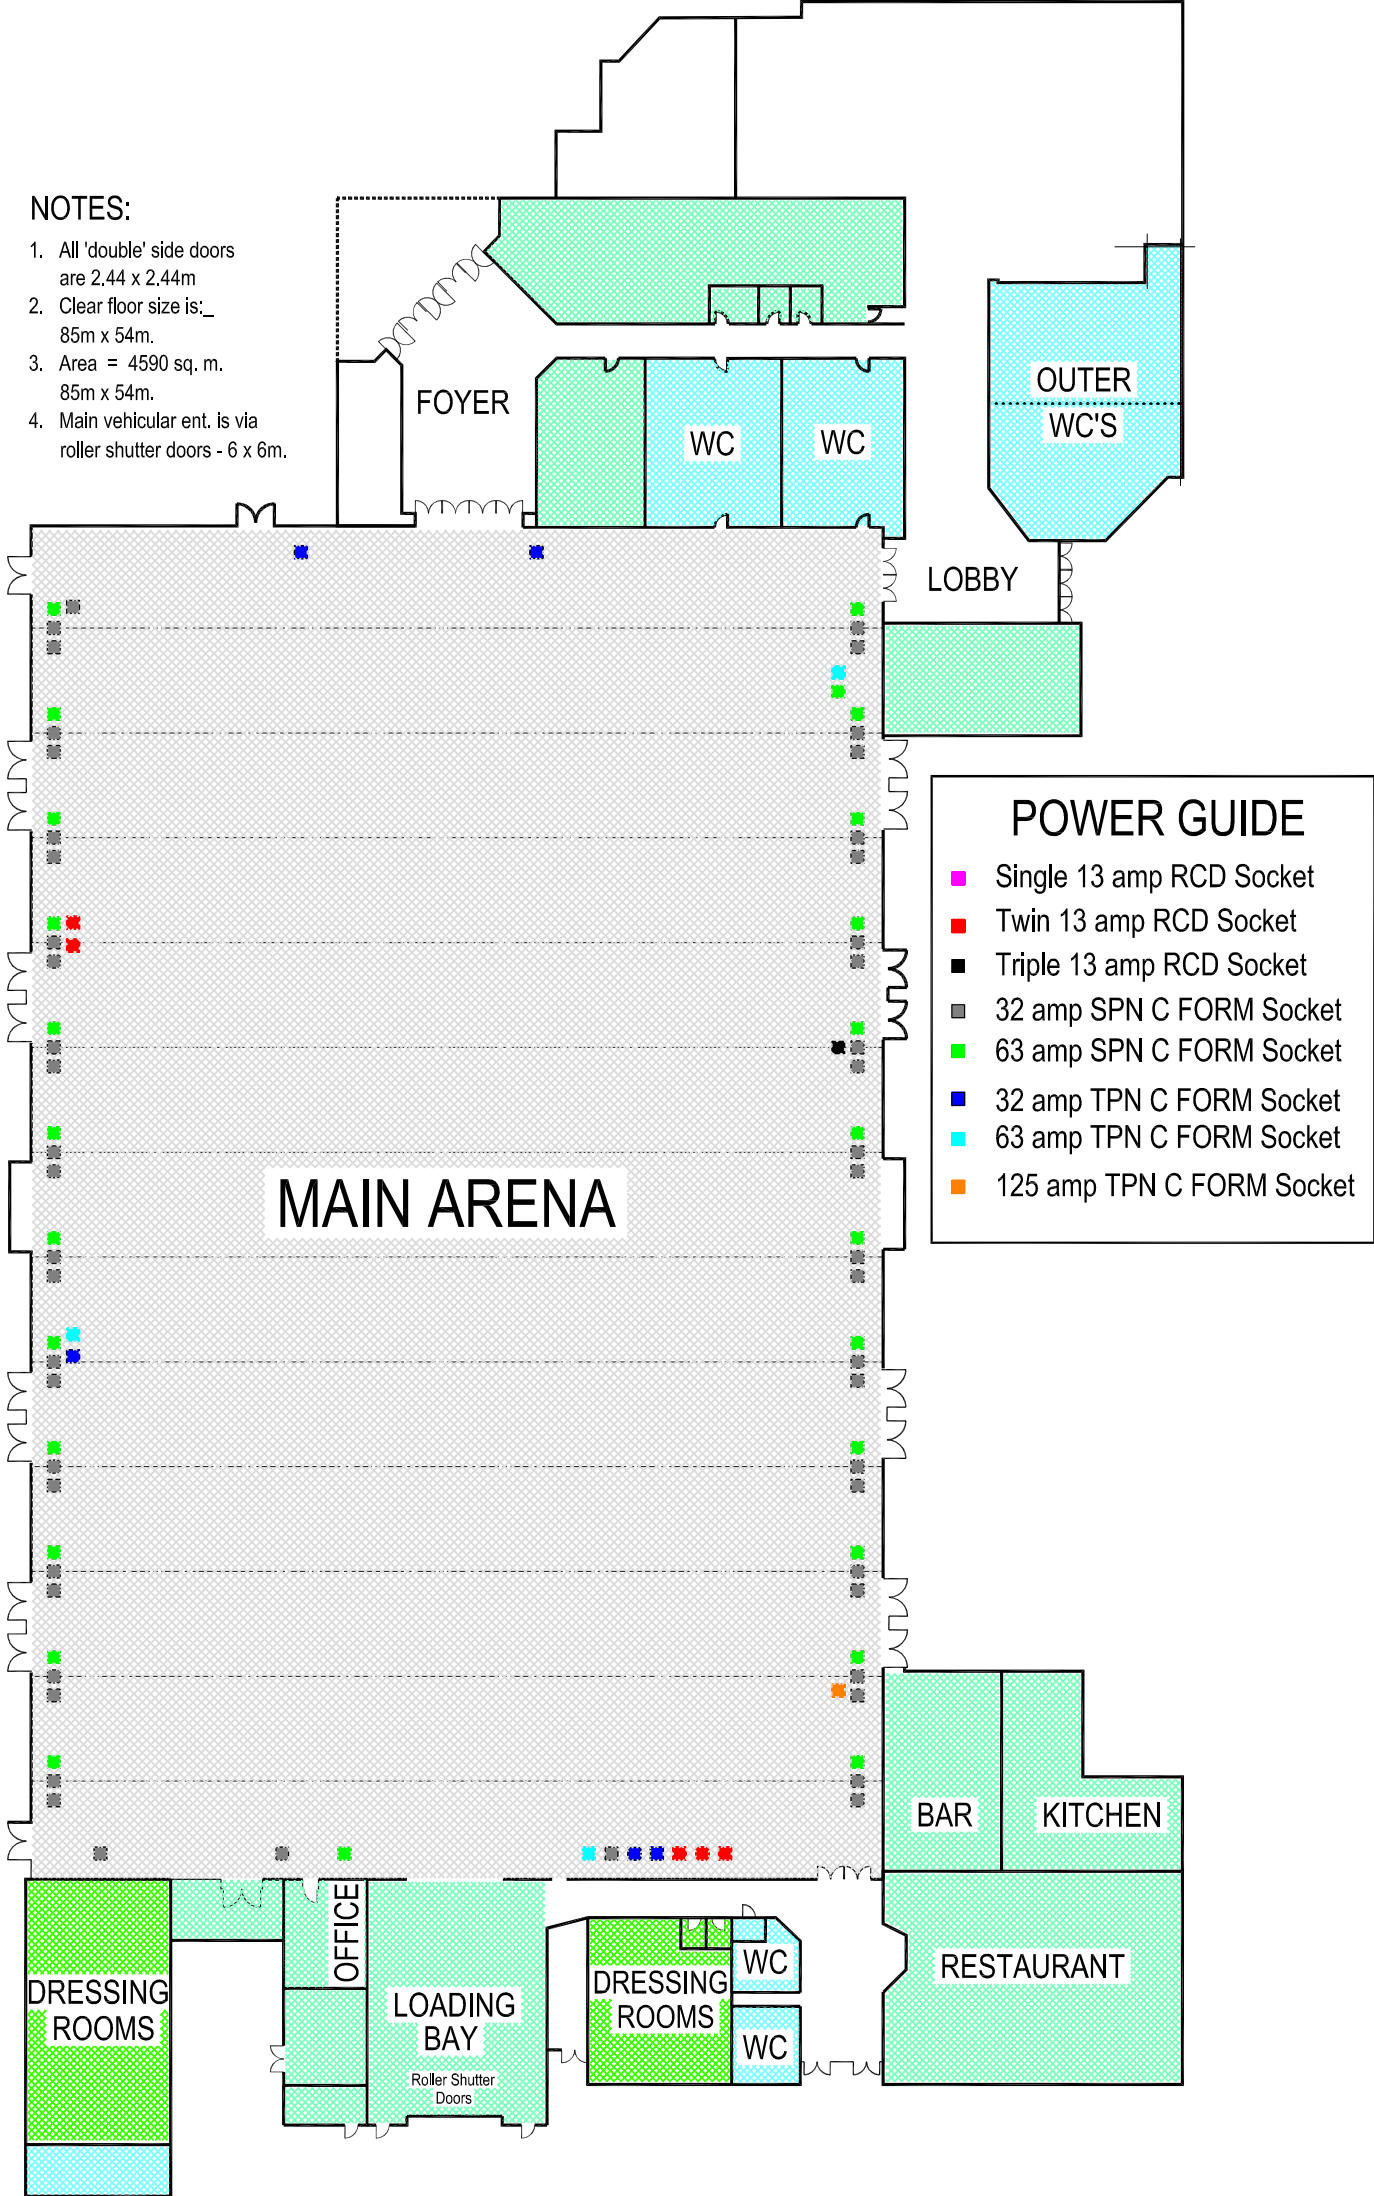 NOTES:
1. All 'double' side doors
are 2.44 x 2.44m
2. Clear floor size is:_
85m x 54m.
3. Area = 4590 sq. m.
85m x 54m.
4. Main vehicular ent. is via
roller shutter doors - 6 x 6m.
FOYER
WC
WC
OUTER
WC'S
LOBBY
POWER GUIDE
Single 13 amp RCD Socket
Twin 13 amp RCD Socket
Triple 13 amp RCD Socket
32 amp SPN C FORM Socket
63 amp SPN C FORM Socket
32 amp TPN C FORM Socket
63 amp TPN C FORM Socket
125 amp TPN C FORM Socket
MAIN ARENA
BAR
KITCHEN
RESTAURANT
DRESSING
ROOMS
OFFICE
LOADING
BAY
Roller Shutter
Doors
DRESSING
ROOMS
WC
WC